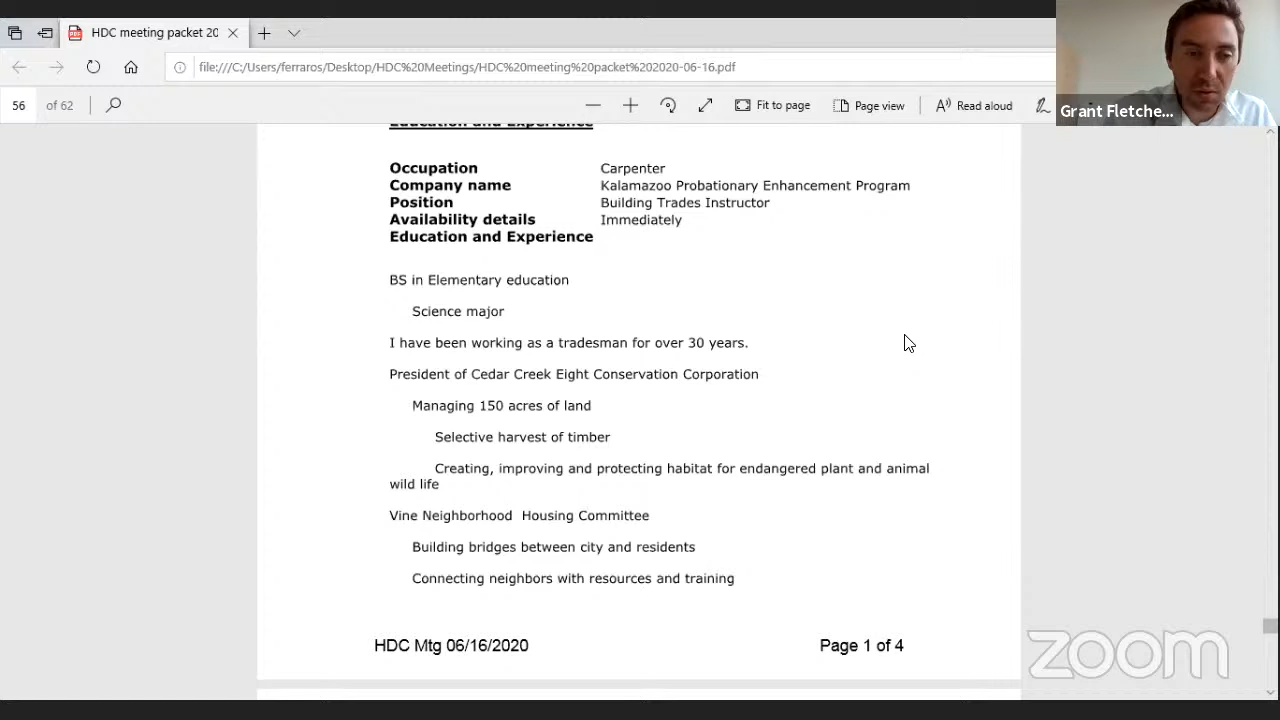 HDC meeting packet 20
file:///C:/Users/ferraros/Desktop/HDC%20Meetings/HDC%20meeting%20packet%202020-06-16.pdf
56 of 62
Fit to page
Page view
Read aloud
Grant Fletche...
Education and Experience
Occupation Carpenter
Company name Kalamazoo Probationary Enhancement Program
Position Building Trades Instructor
Availability details Immediately
Education and Experience
BS in Elementary education
Science major
I have been working as a tradesman for over 30 years.
President of Cedar Creek Eight Conservation Corporation
Managing 150 acres of land
Selective harvest of timber
Creating, improving and protecting habitat for endangered plant and animal
wild life
Vine Neighborhood  Housing Committee
Building bridges between city and residents
Connecting neighbors with resources and training
HDC Mtg 06/16/2020 Page 1 of 4
zoom